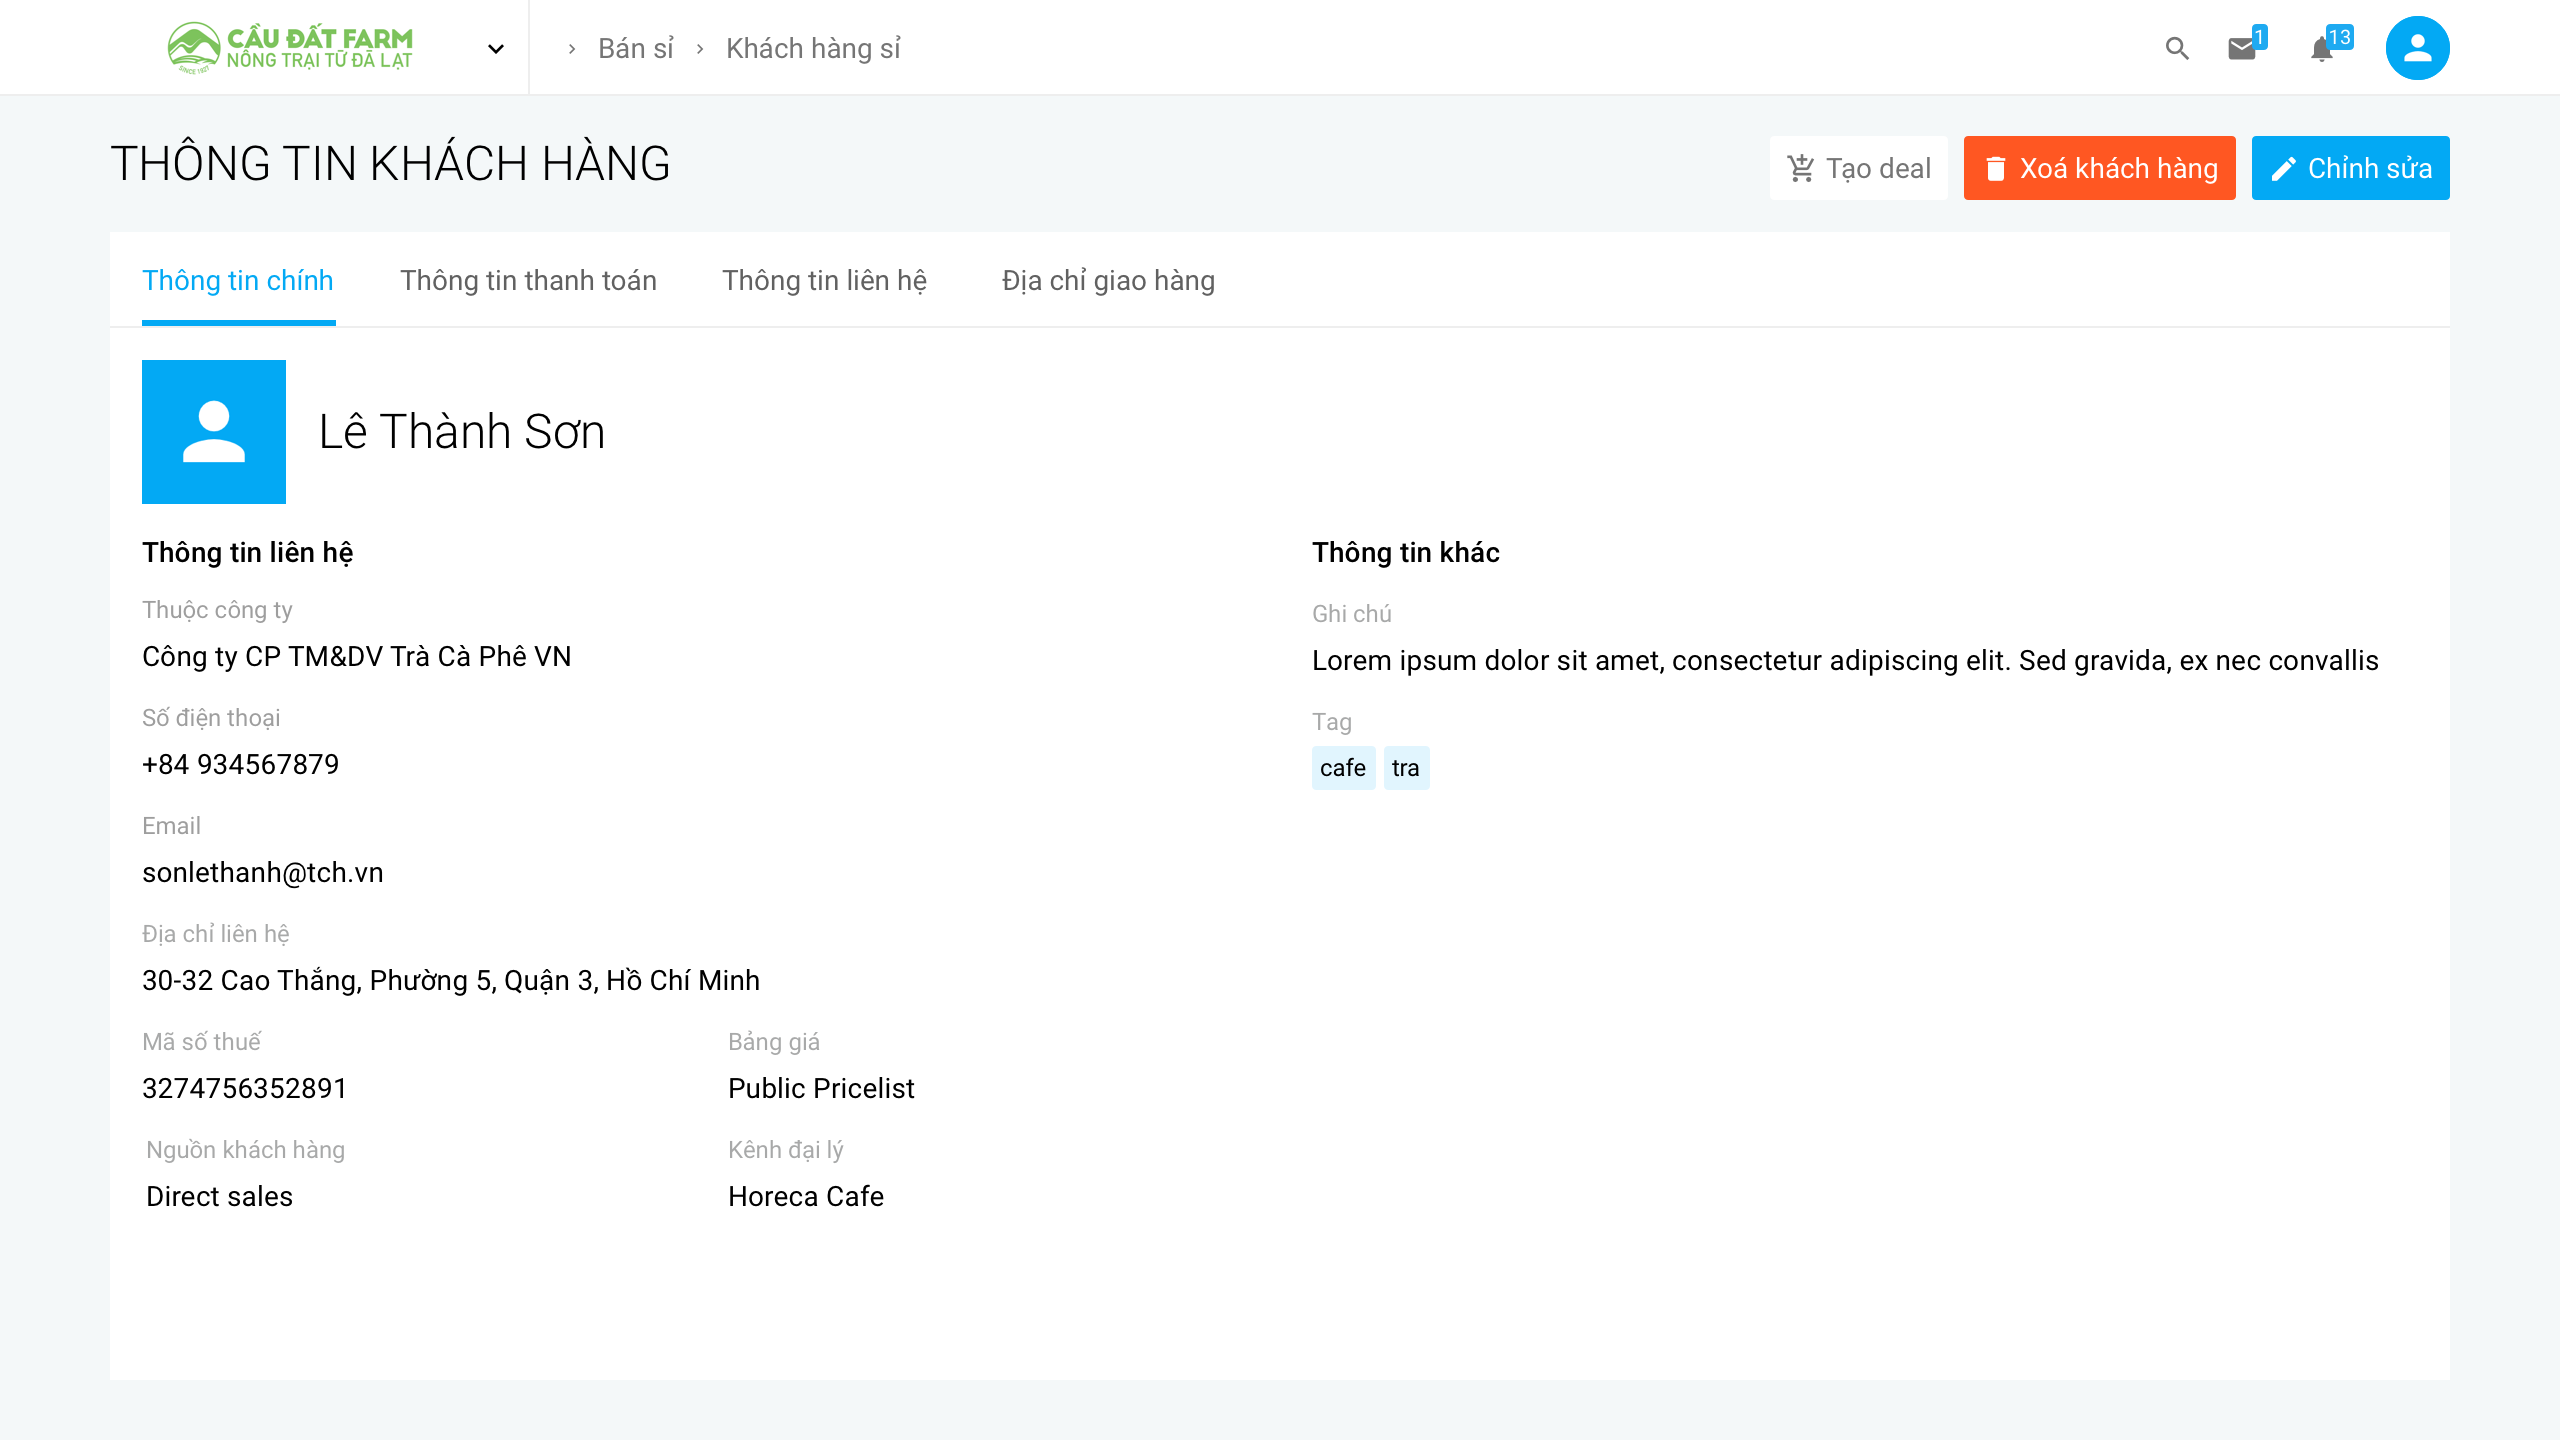 CẦU ĐẤT FARM
NÔNG TRẠI TỪ ĐÀ LẠT
SINCE 1927
› Bán sỉ › Khách hàng sỉ
1
13
THÔNG TIN KHÁCH HÀNG
Tạo deal
Xoá khách hàng
Chỉnh sửa
Thông tin chính
Thông tin thanh toán
Thông tin liên hệ
Địa chỉ giao hàng
Lê Thành Sơn
Thông tin liên hệ
Thuộc công ty
Công ty CP TM&DV Trà Cà Phê VN
Số điện thoại
+84 934567879
Email
sonlethanh@tch.vn
Địa chỉ liên hệ
30-32 Cao Thắng, Phường 5, Quận 3, Hồ Chí Minh
Mã số thuế
3274756352891
Bảng giá
Public Pricelist
Nguồn khách hàng
Direct sales
Kênh đại lý
Horeca Cafe
Thông tin khác
Ghi chú
Lorem ipsum dolor sit amet, consectetur adipiscing elit. Sed gravida, ex nec convallis
Tag
cafe
tra